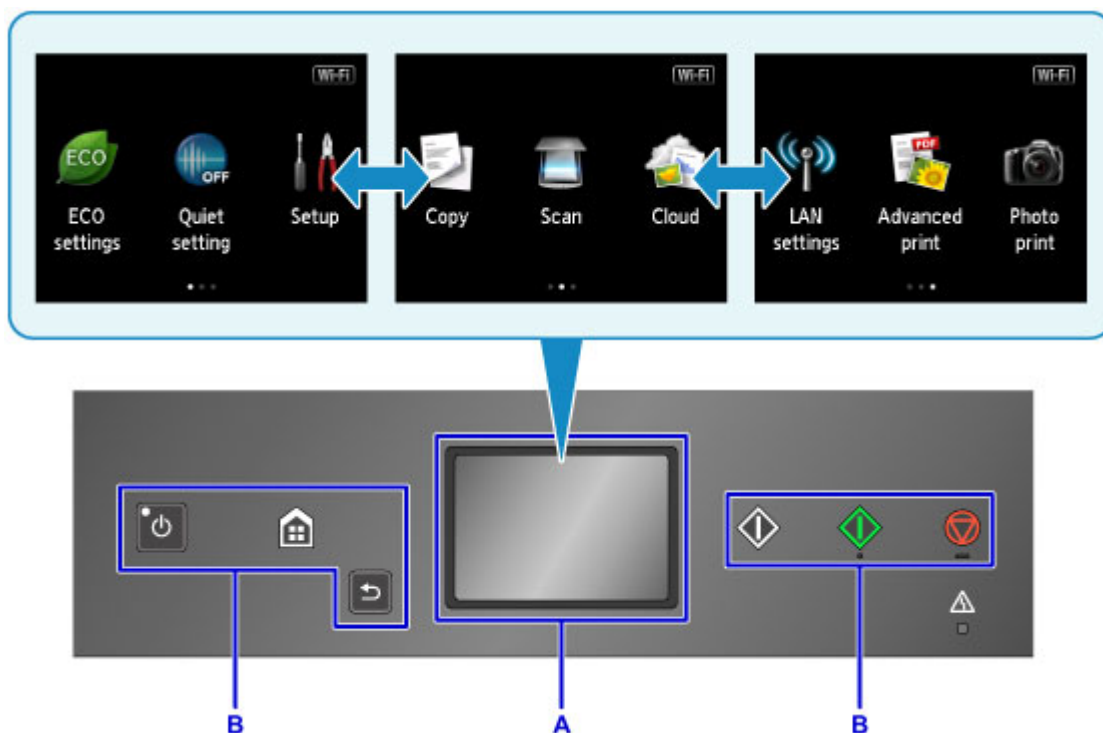 Wi-Fi
Wi-Fi
Wi-Fi
ECO
OFF
PDF
ECO
settings
Quiet
setting
Setup
Copy
Scan
Cloud
LAN
settings
Advanced
print
Photo
print
B
A
B